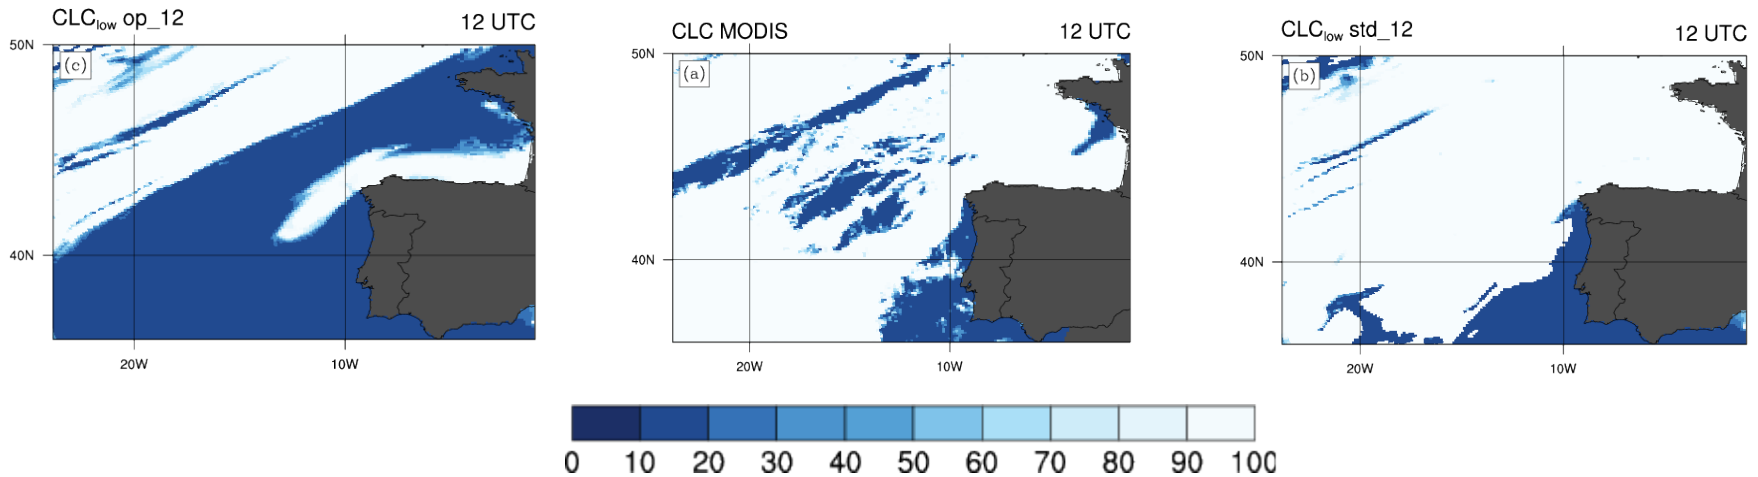 CLClow op_12 12 UTC
50N
(c)
40N
20W 10W
CLC MODIS 12 UTC
50N
(a)
40N
20W 10W
CLClow std_12 12 UTC
50N
(b)
40N
20W 10W
0 10 20 30 40 50 60 70 80 90 100